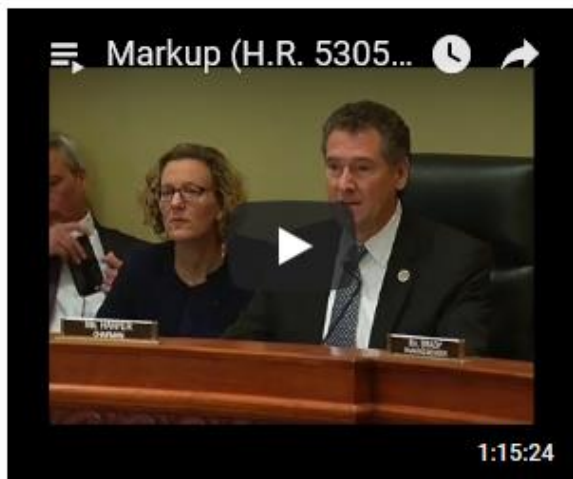 Markup (H.R. 5305...
Mr. HARPER
CHAIRMAN
Mr. BRADY
1:15:24